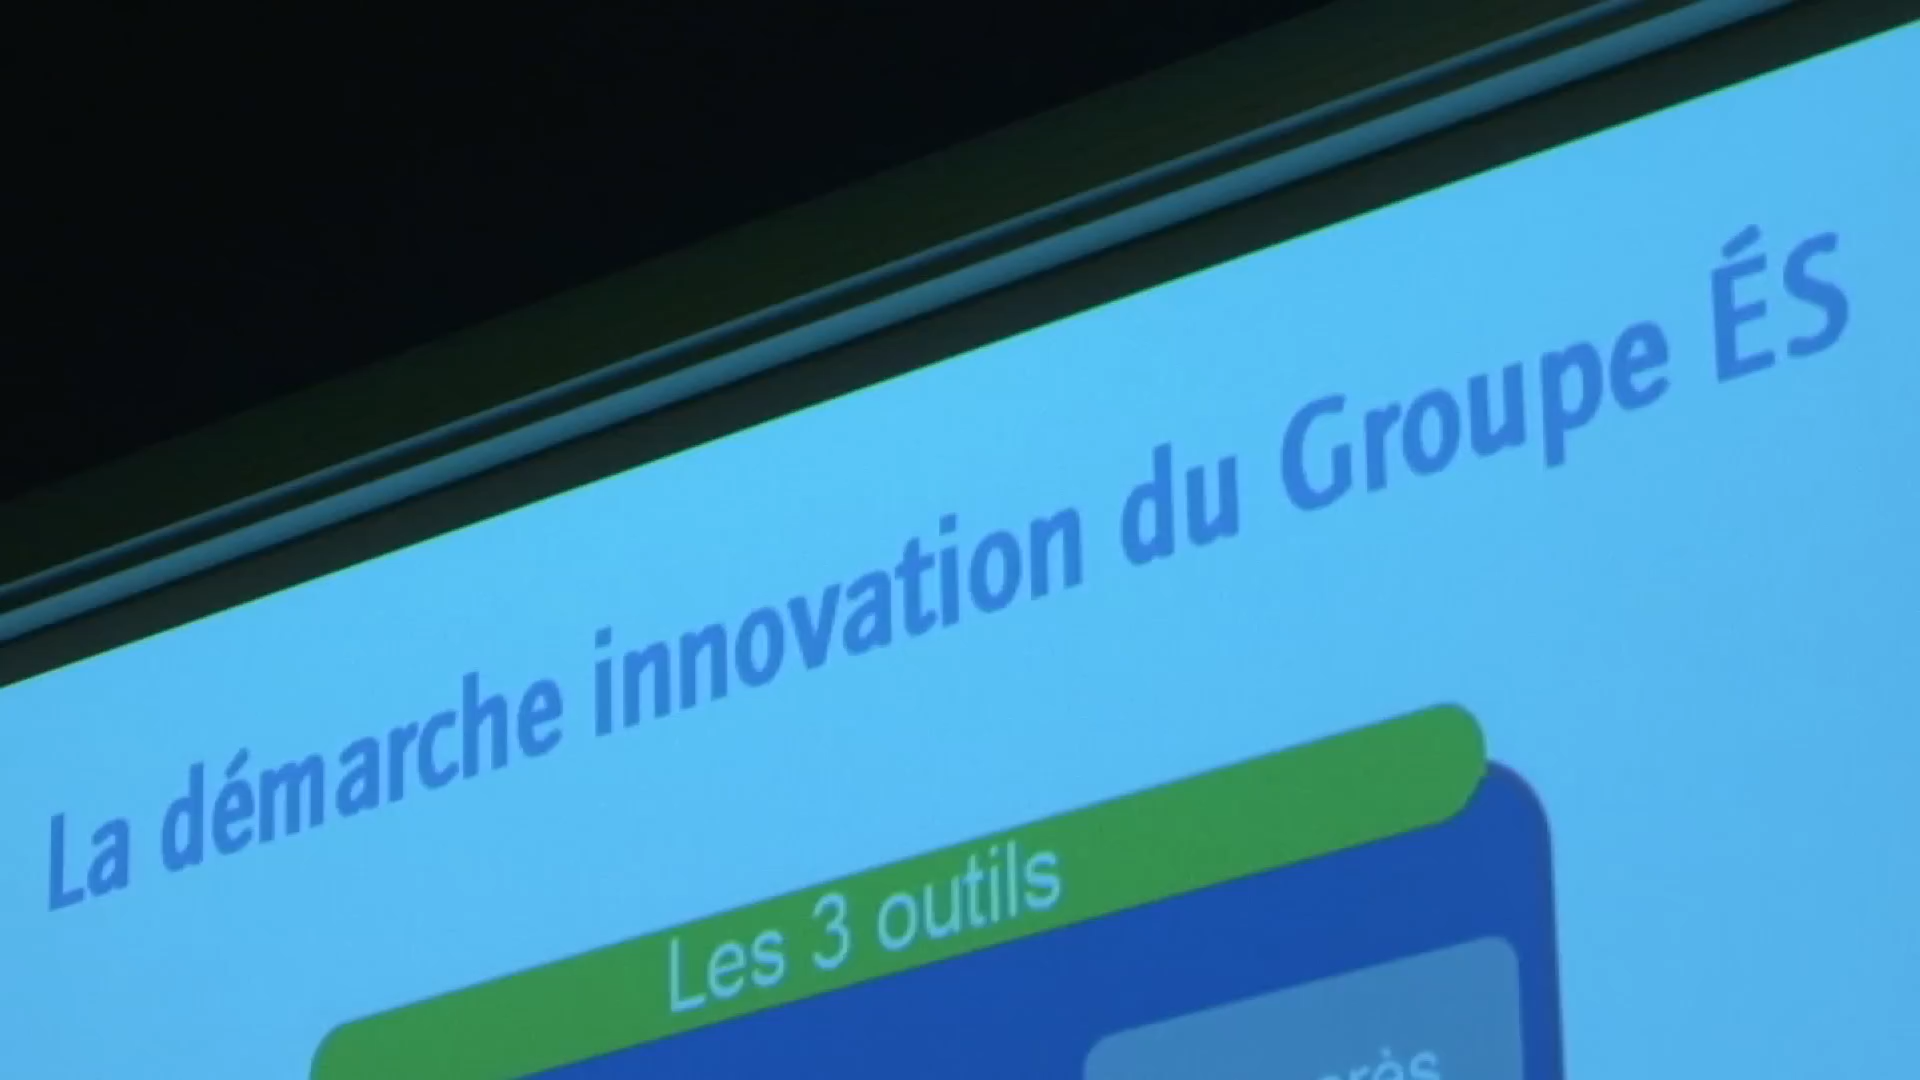 La démarche innovation du Groupe ÉS
Les 3 outils